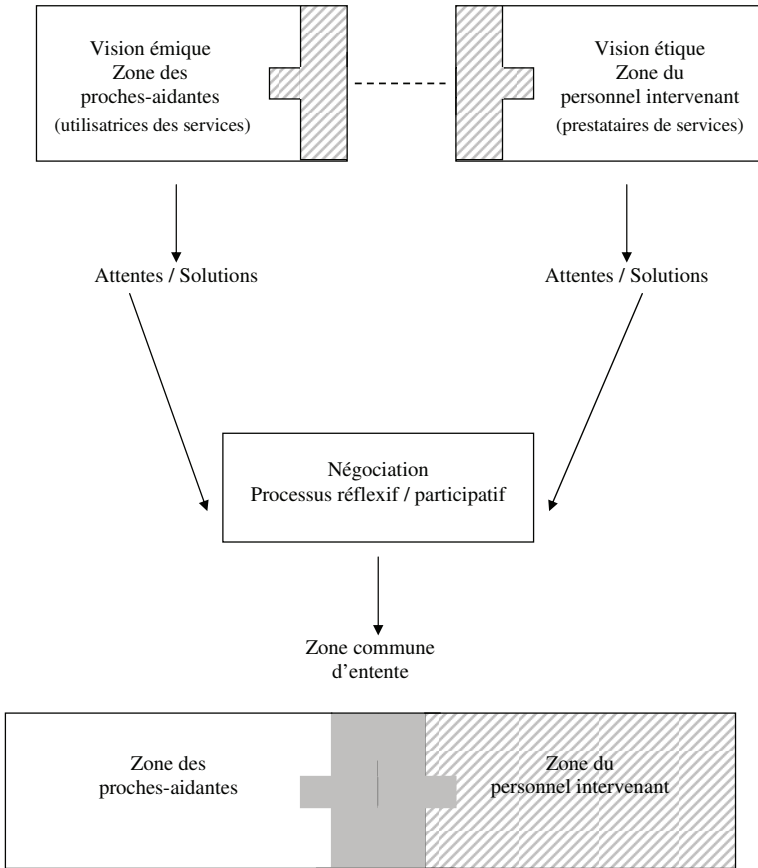 Vision émique
Zone des
proches-aidantes
(utilisatrices des services)
Vision étique
Zone du
personnel intervenant
(prestataires de services)
Attentes / Solutions
Attentes / Solutions
Négociation
Processus réflexif / participatif
Zone commune
d’entente
Zone des
proches-aidantes
Zone du
personnel intervenant